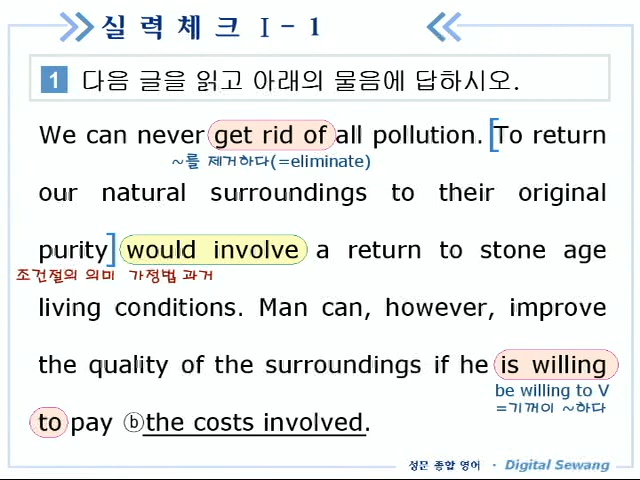 실 력 체 크 I - 1
1 다음 글을 읽고 아래의 물음에 답하시오.
We can never get rid of all pollution. [To return
~를 제거하다(=eliminate)
our natural surroundings to their original
purity] would involve a return to stone age
조건절의 의미 가정법 과거
living conditions. Man can, however, improve
the quality of the surroundings if he is willing
be willing to V
=기꺼이 ~하다
to pay ⓑthe costs involved.
성문 종합 영어 · Digital Sewang